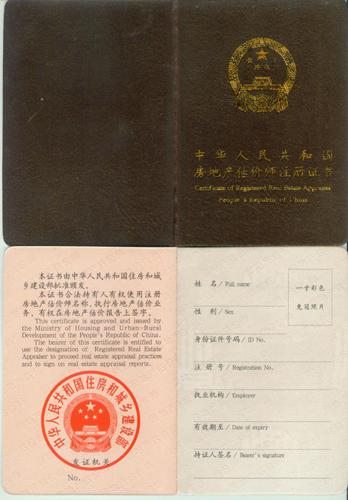 中华人民共和国
房地产估价师注册证书
Certificate of Registered Real Estate Appraiser
People's Republic of China
本证书由中华人民共和国住房和城
乡建设部批准颁发。
本证书合法持有人有权使用注册
房地产估价师名称，执行房地产估价业
务，有权在房地产估价报告上签字。
This certificate is approved and issued by
the Ministry of Housing and Urban-Rural
Development of the People's Republic of China.
The bearer of this certificate is entitled to
use the designation of Registered Real Estate
Appraiser to proceed real estate appraisal practices
and to sign on real estate appraisal reports.
中华人民共和国住房和城乡建设部
发证机关
No.
姓 名 / Full name
一寸彩色
免冠照片
性 别 / Sex
身份证件号码 / ID No.
注 册 号 / Registration No.
执业机构 / Employer
有效期至 / Date of expiry
持证人签名 / Bearer's signature